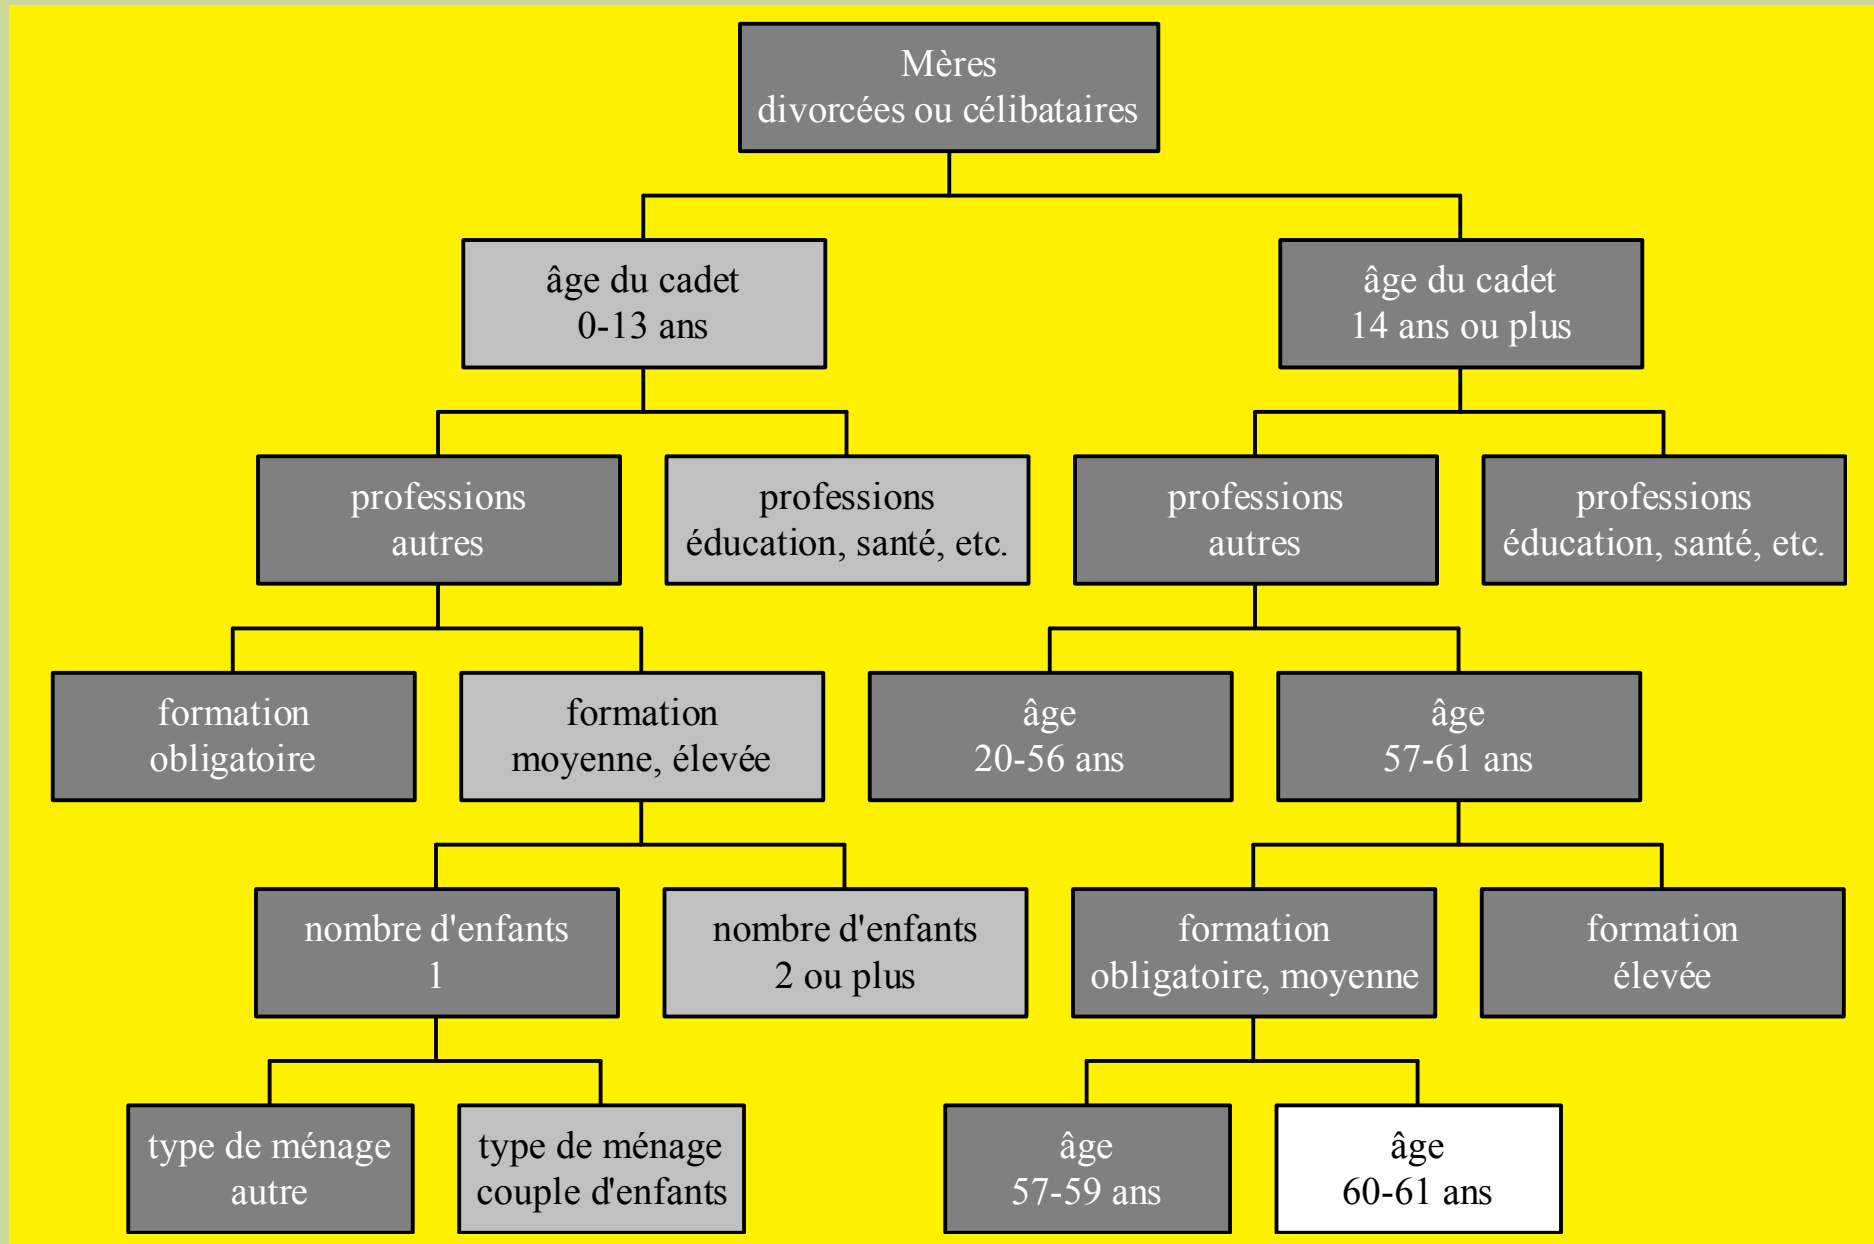 Mères
divorcées ou célibataires
âge du cadet
0-13 ans
âge du cadet
14 ans ou plus
professions
autres
professions
éducation, santé, etc.
professions
autres
professions
éducation, santé, etc.
formation
obligatoire
formation
moyenne, élevée
âge
20-56 ans
âge
57-61 ans
nombre d'enfants
1
nombre d'enfants
2 ou plus
formation
obligatoire, moyenne
formation
élevée
type de ménage
autre
type de ménage
couple d'enfants
âge
57-59 ans
âge
60-61 ans